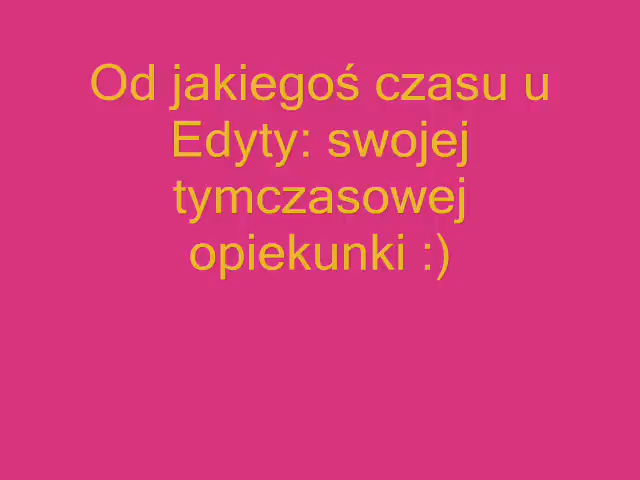 Od jakiegoś czasu u
Edyty: swojej
tymczasowej
opiekunki :)